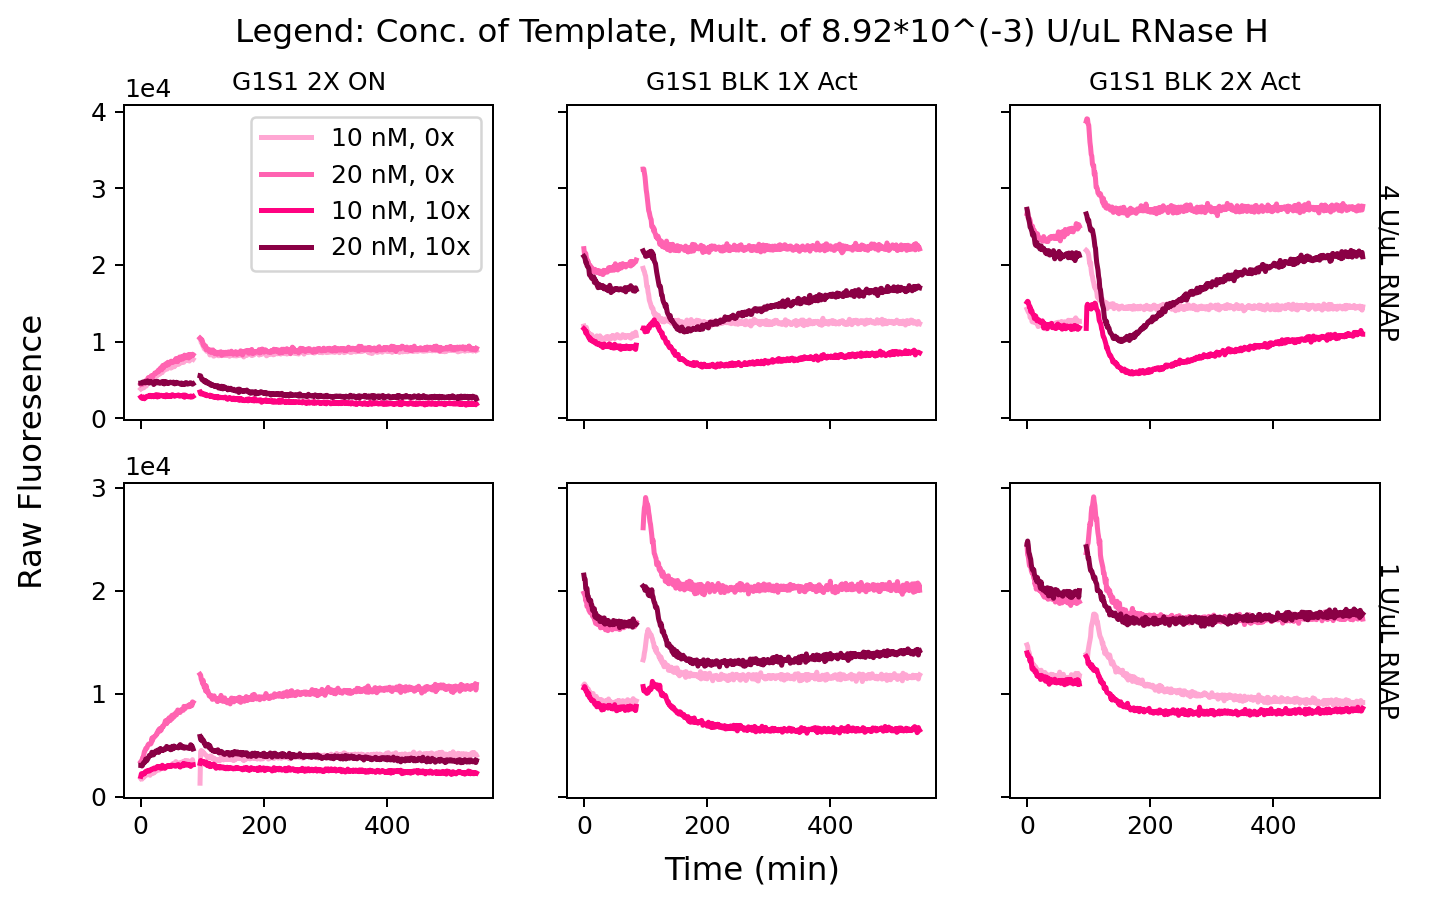 Legend: Conc. of Template, Mult. of 8.92*10^(-3) U/uL RNase H
G1S1 2X ON
G1S1 BLK 1X Act
G1S1 BLK 2X Act
1e4
4
3
2
1
0
10 nM, 0x
20 nM, 0x
10 nM, 10x
20 nM, 10x
4 U/uL RNAP
Raw Fluoresence
1e4
3
2
1
0
1 U/uL RNAP
0 200 400
0 200 400
0 200 400
Time (min)